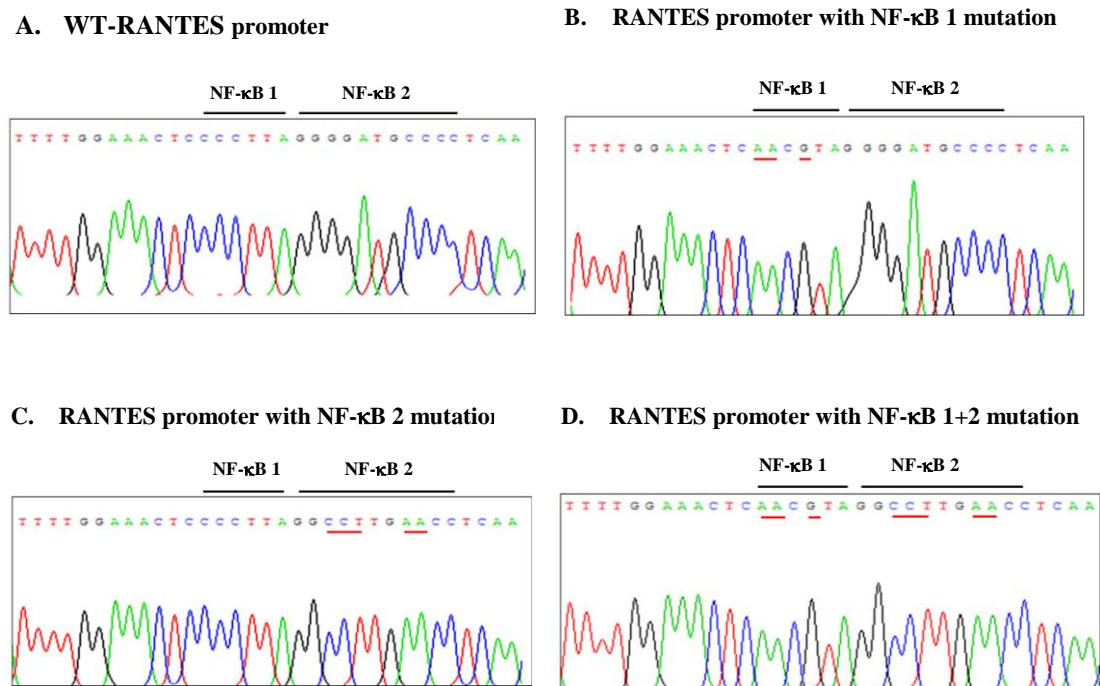 A. WT-RANTES promoter
NF-κB 1 NF-κB 2
T T T T G G A A A C T C C C C T T A G G G G A T G C C C C T C A A
B. RANTES promoter with NF-κB 1 mutation
NF-κB 1 NF-κB 2
T T T T G G A A A C T C A A C G T A G G G G A T G C C C C T C A A
C. RANTES promoter with NF-κB 2 mutation
NF-κB 1 NF-κB 2
T T T T G G A A A C T C C C C T T A G G C C T T G A A C C T C A A
D. RANTES promoter with NF-κB 1+2 mutation
NF-κB 1 NF-κB 2
T T T T G G A A A C T C A A C G T A G G C C T T G A A C C T C A A